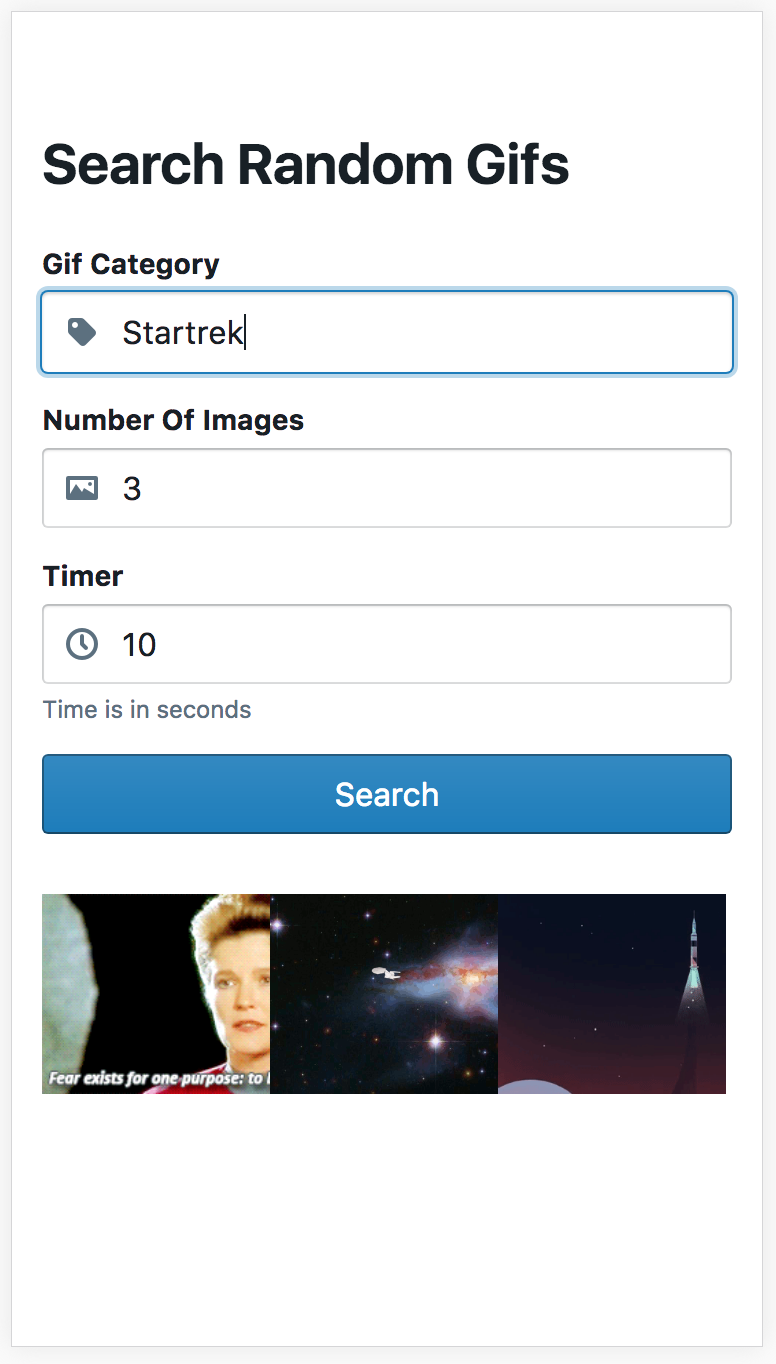 Search Random Gifs
Gif Category
Startrek
Number Of Images
3
Timer
10
Time is in seconds
Search
Fear exists for one purpose: to